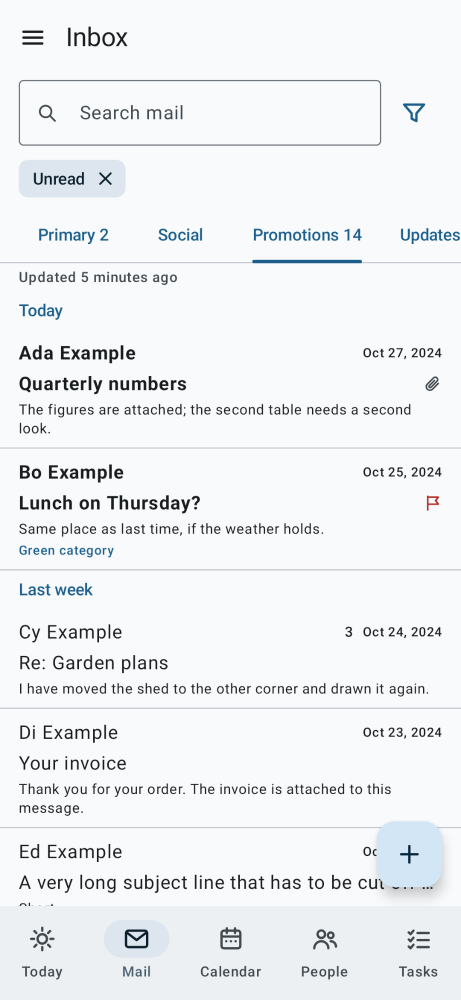 Inbox
Search mail
Unread
Primary 2 Social Promotions 14 Updates
Updated 5 minutes ago
Today
Ada Example Oct 27, 2024
Quarterly numbers
The figures are attached; the second table needs a second
look.
Bo Example Oct 25, 2024
Lunch on Thursday?
Same place as last time, if the weather holds.
Green category
Last week
Cy Example 3 Oct 24, 2024
Re: Garden plans
I have moved the shed to the other corner and drawn it again.
Di Example Oct 23, 2024
Your invoice
Thank you for your order. The invoice is attached to this
message.
Ed Example
A very long subject line that has to be cut
Today Mail Calendar People Tasks